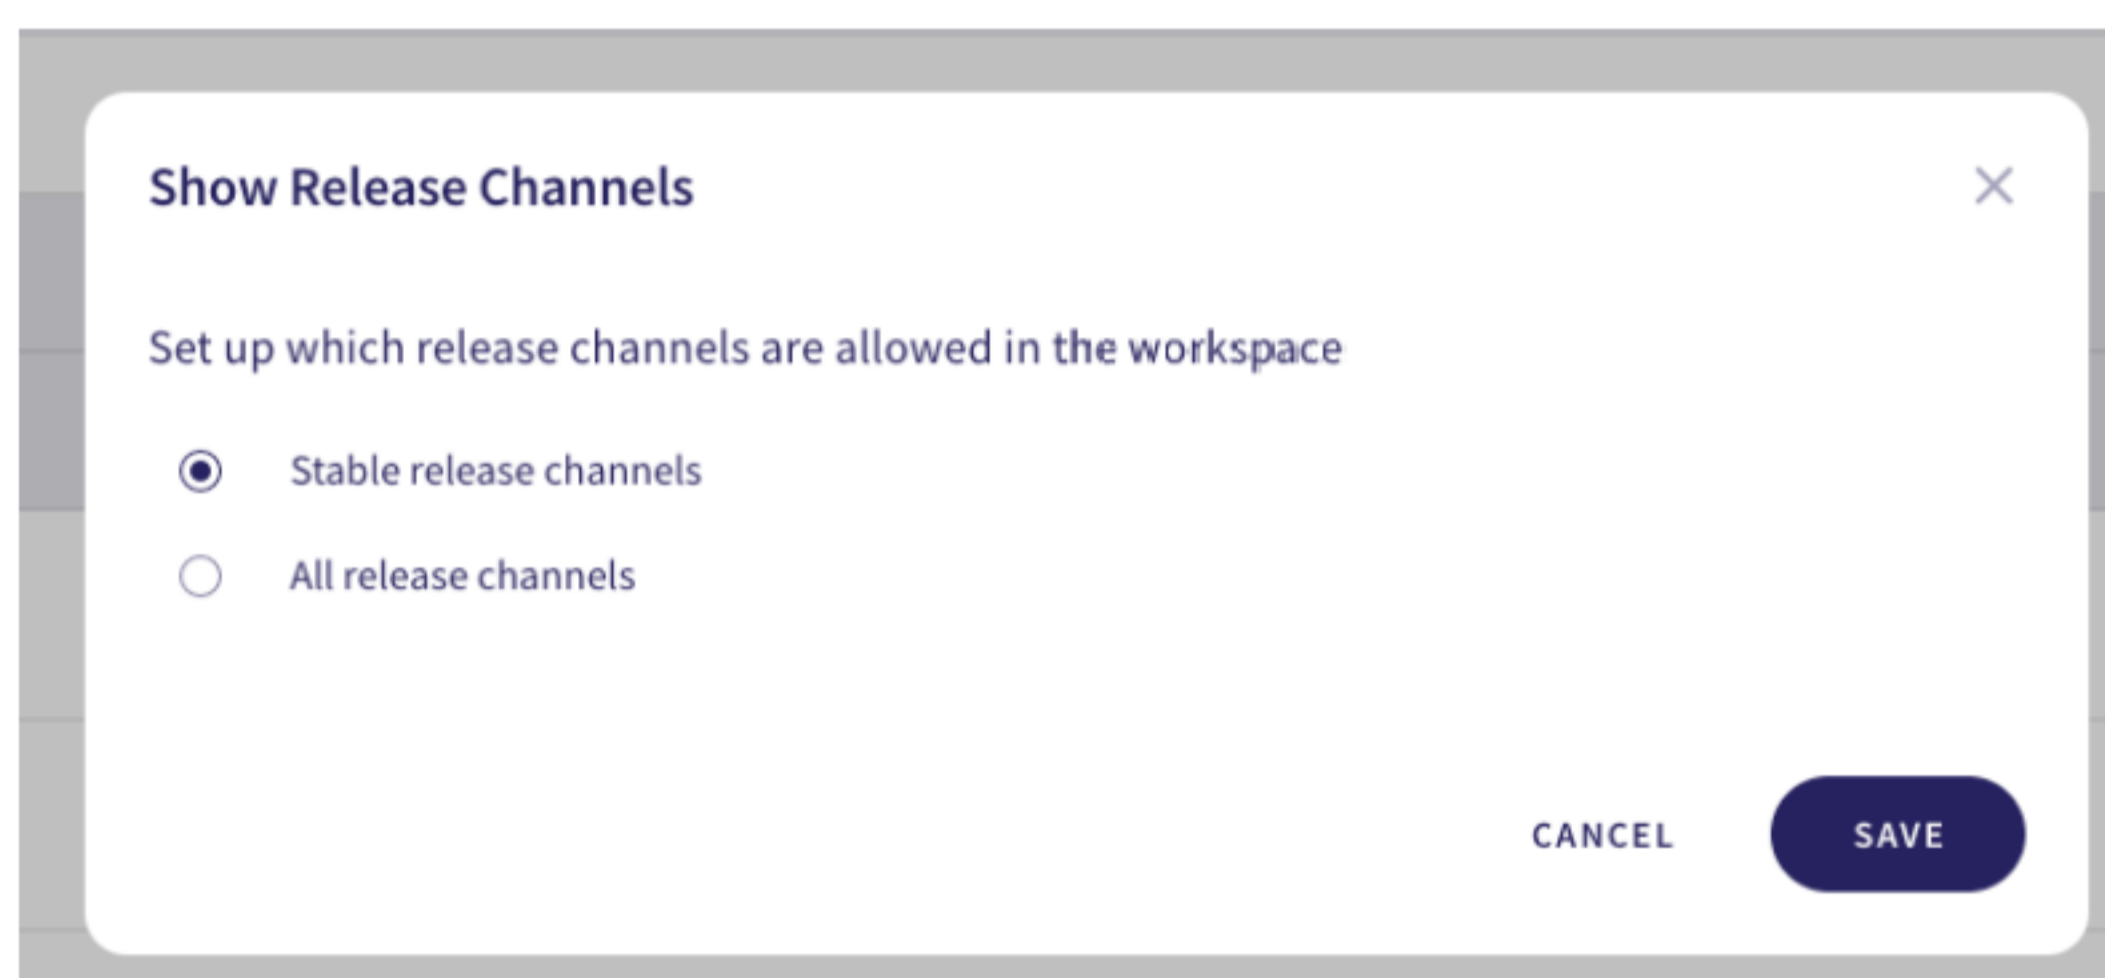 Show Release Channels
Set up which release channels are allowed in the workspace
Stable release channels
All release channels
CANCEL SAVE